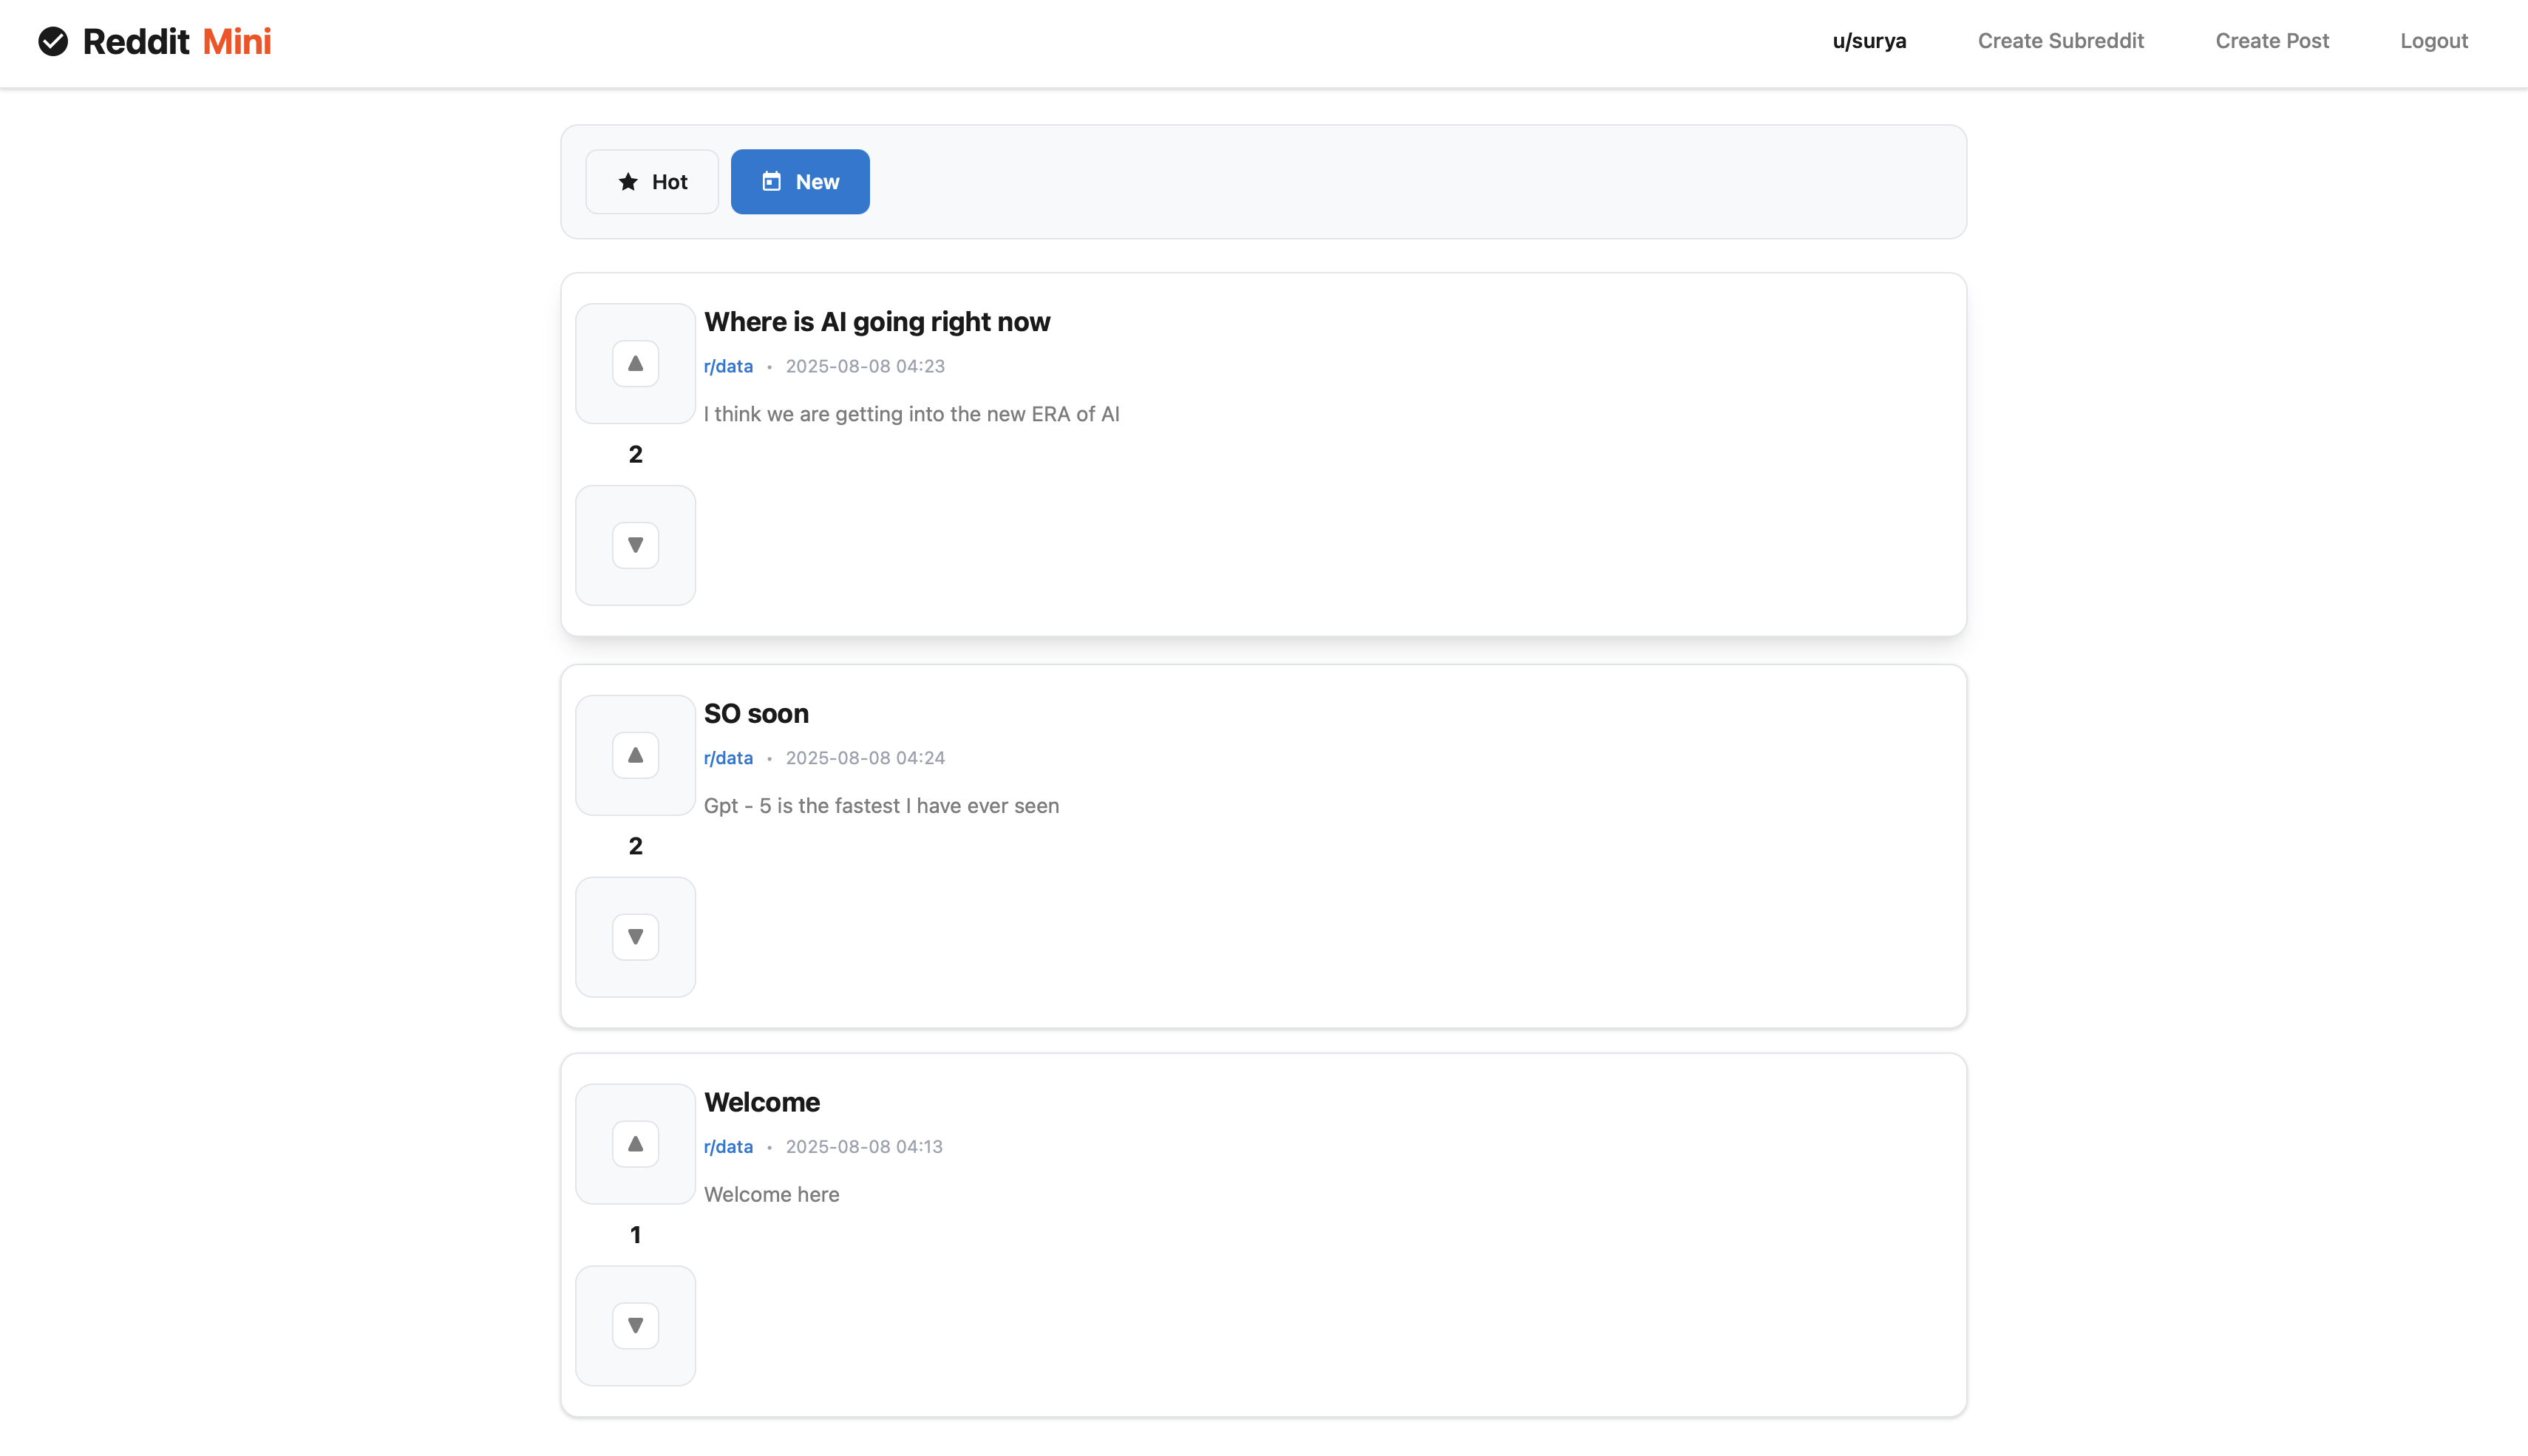 Reddit Mini
u/surya
Create Subreddit
Create Post
Logout
Hot
New
Where is AI going right now
r/data • 2025-08-08 04:23
I think we are getting into the new ERA of AI
2
SO soon
r/data • 2025-08-08 04:24
Gpt - 5 is the fastest I have ever seen
2
Welcome
r/data • 2025-08-08 04:13
Welcome here
1